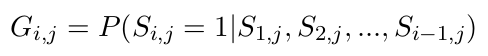 G_{i,j} = P(S_{i,j} = 1|S_{1,j}, S_{2,j}, ..., S_{i-1,j})